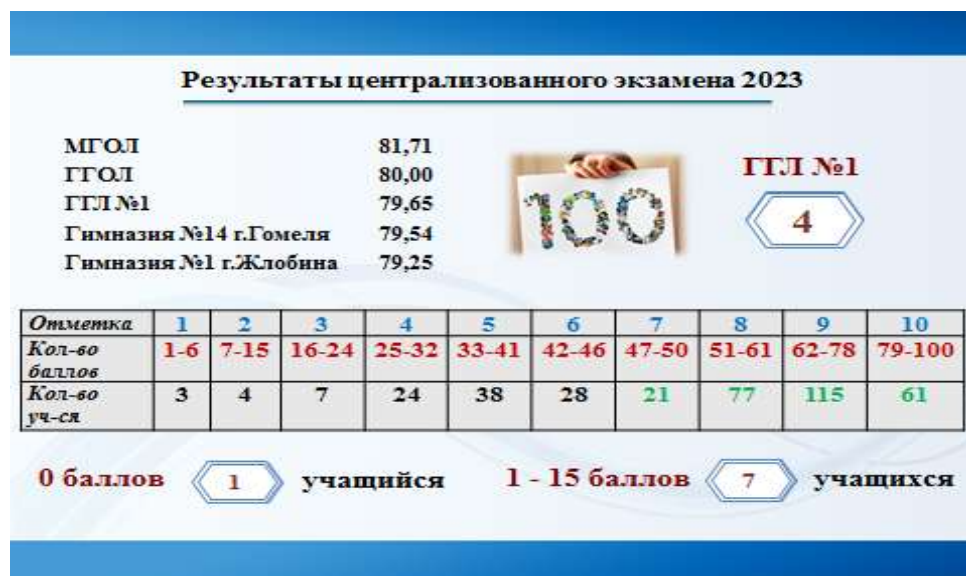 Результаты централизованного экзамена 2023
МГОЛ 81,71
ГГОЛ 80,00
ГГЛ №1 79,65
Гимназия №14 г.Гомеля 79,54
Гимназия №1 г.Жлобина 79,25
100
ГГЛ №1
4
Отметка 1 2 3 4 5 6 7 8 9 10
Кол-во баллов 1-6 7-15 16-24 25-32 33-41 42-46 47-50 51-61 62-78 79-100
Кол-во уч-ся 3 4 7 24 38 28 21 77 115 61
0 баллов 1 учащийся 1 - 15 баллов 7 учащихся